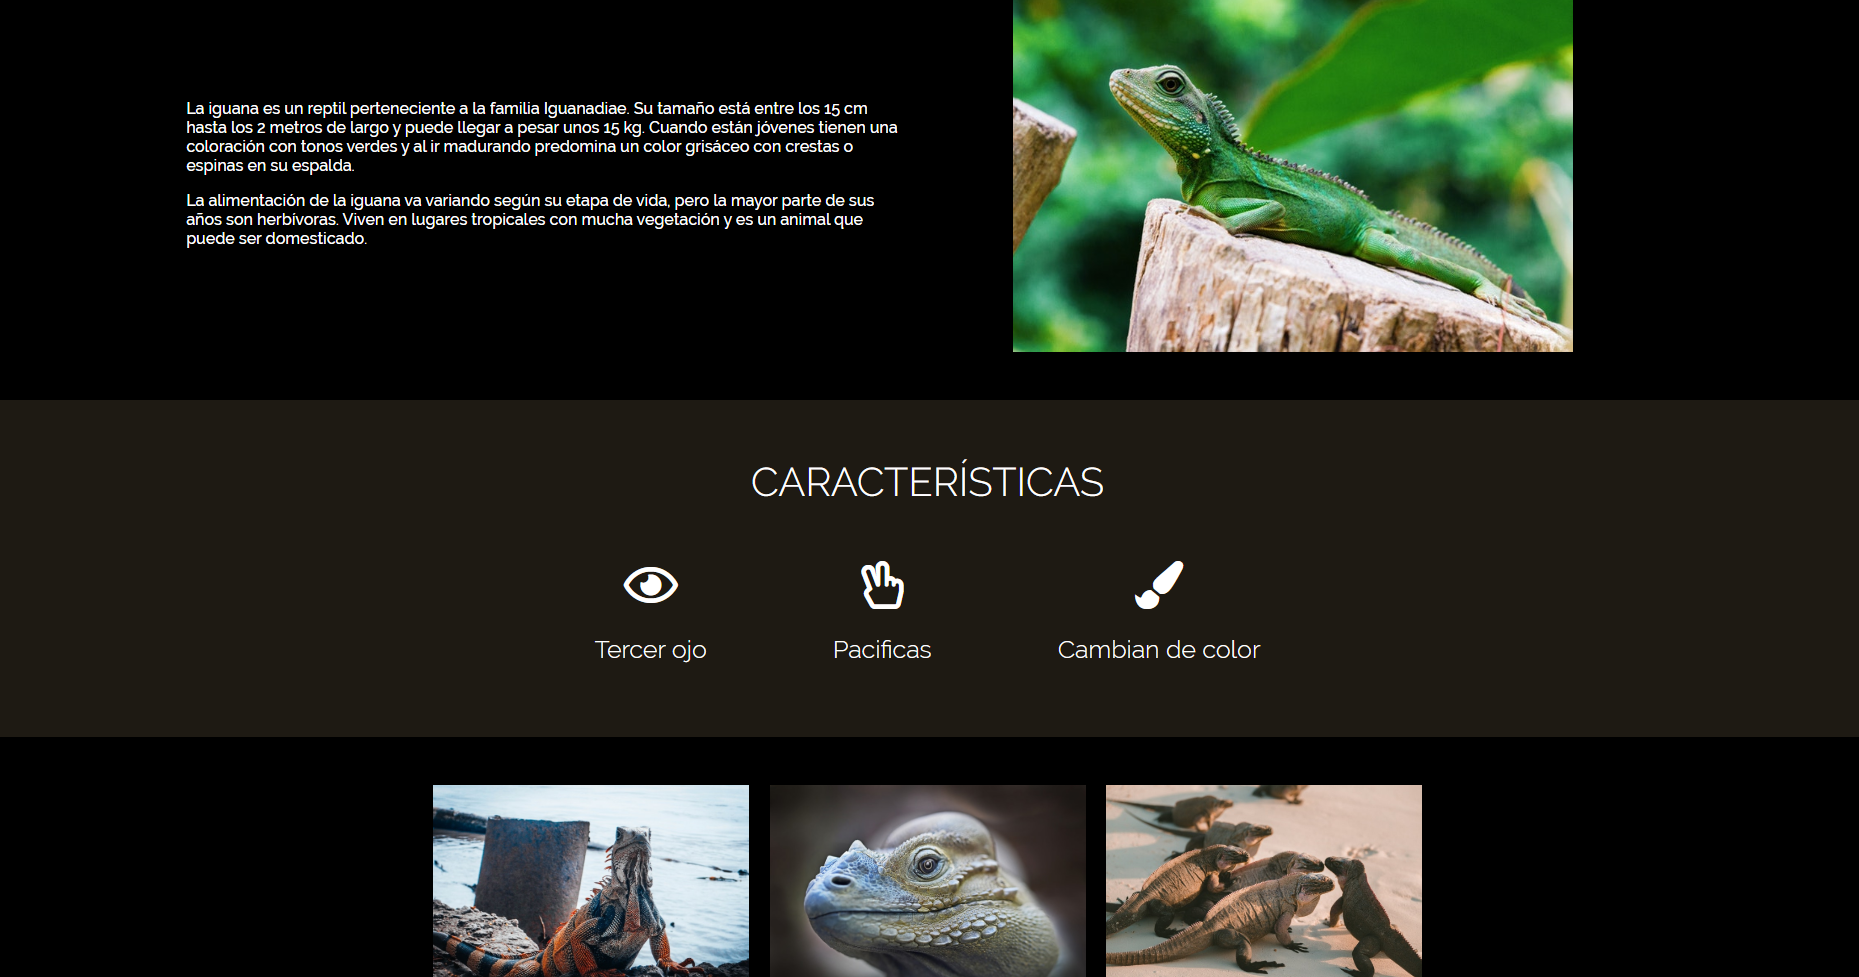 La iguana es un reptil perteneciente a la familia Iguanadiae. Su tamaño está entre los 15 cm
hasta los 2 metros de largo y puede llegar a pesar unos 15 kg. Cuando están jóvenes tienen una
coloración con tonos verdes y al ir madurando predomina un color grisáceo con crestas o
espinas en su espalda.
La alimentación de la iguana va variando según su etapa de vida, pero la mayor parte de sus
años son herbívoras. Viven en lugares tropicales con mucha vegetación y es un animal que
puede ser domesticado.
CARACTERÍSTICAS
Tercer ojo
Pacificas
Cambian de color